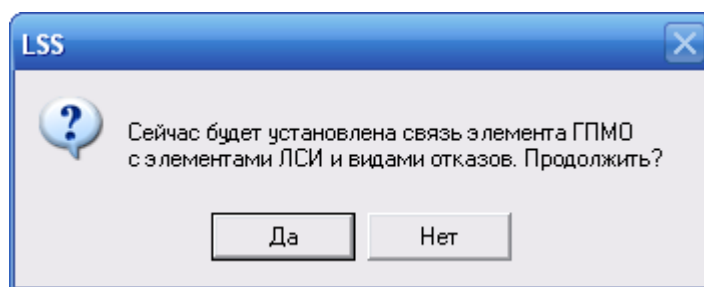 LSS
Сейчас будет установлена связь элемента ГПМО
с элементами ЛСИ и видами отказов. Продолжить?
Да
Нет